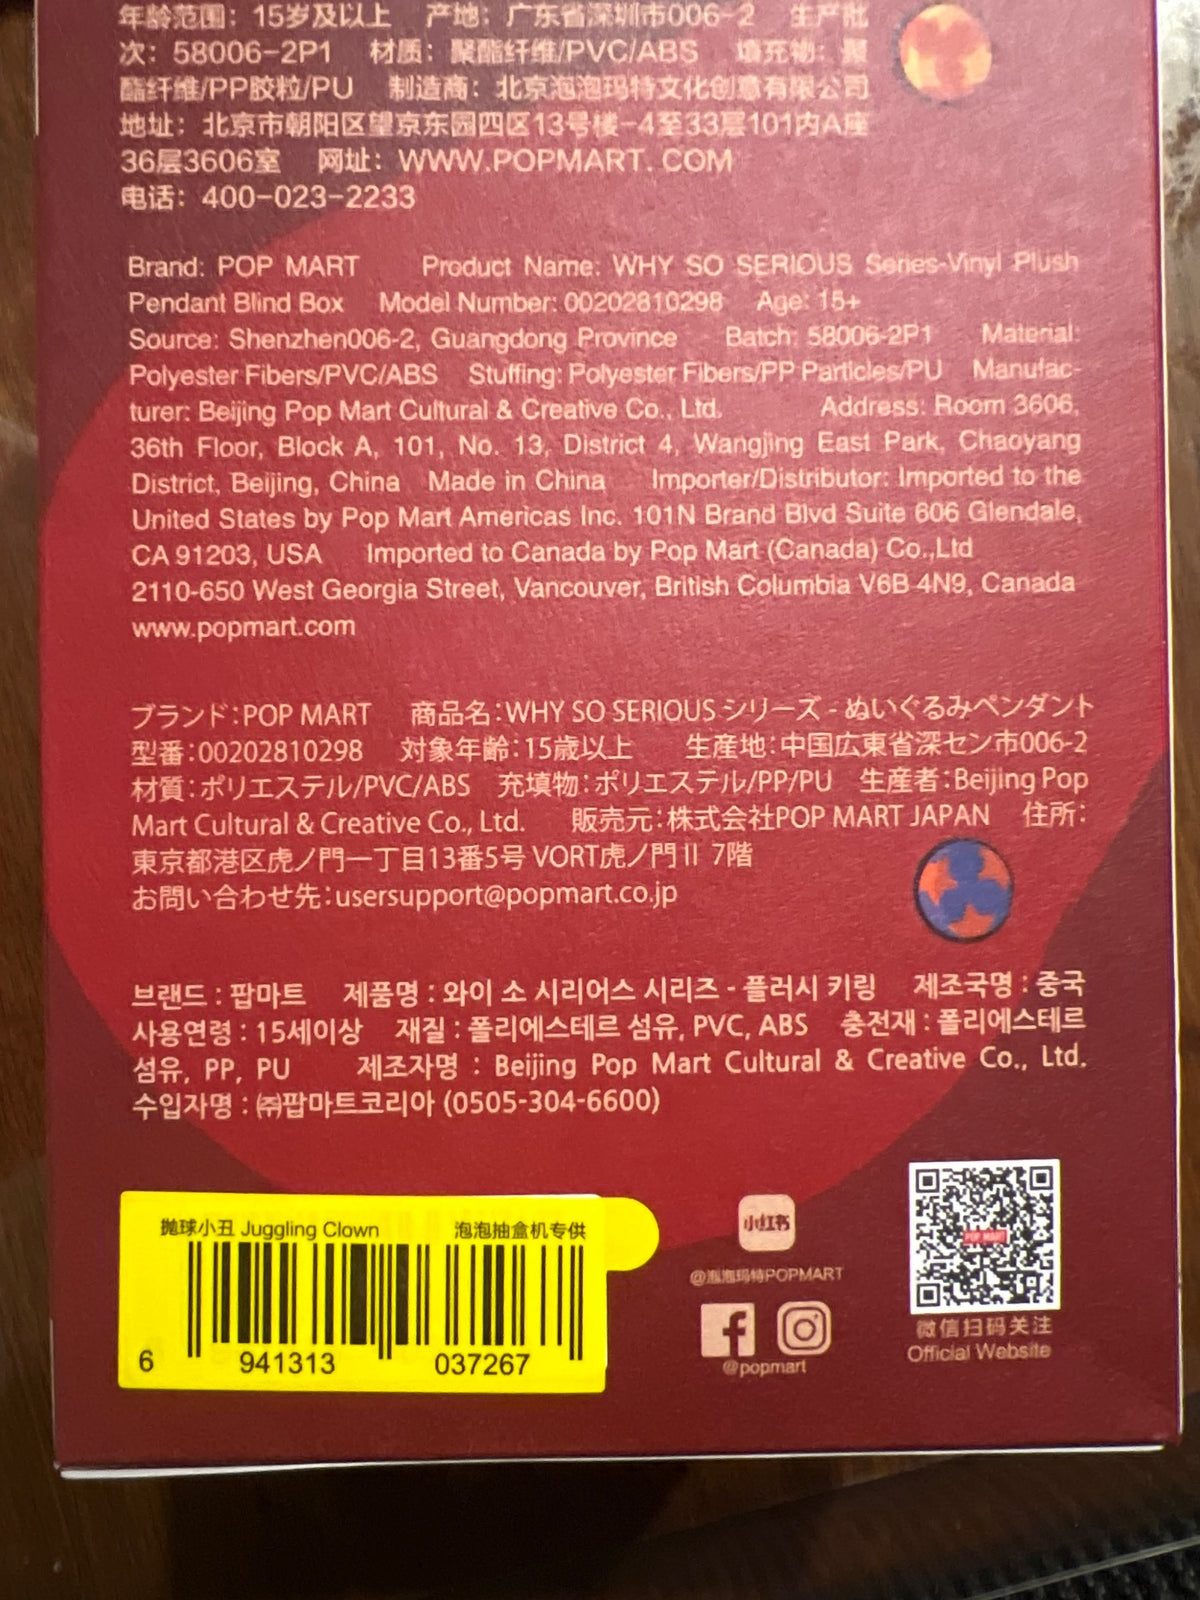 年龄范围：15岁及以上 产地：广东省深圳市006-2 生产批
次：58006-2P1 材质：聚酯纤维/PVC/ABS 填充物：聚
酯纤维/PP胶粒/PU 制造商：北京泡泡玛特文化创意有限公司
地址：北京市朝阳区望京东园四区13号楼-4至33层101内A座
36层3606室 网址：WWW.POPMART.COM
电话：400-023-2233
Brand: POP MART Product Name: WHY SO SERIOUS Series-Vinyl Plush
Pendant Blind Box Model Number: 00202810298 Age: 15+
Source: Shenzhen006-2, Guangdong Province Batch: 58006-2P1 Material:
Polyester Fibers/PVC/ABS Stuffing: Polyester Fibers/PP Particles/PU Manufac-
turer: Beijing Pop Mart Cultural & Creative Co., Ltd. Address: Room 3606,
36th Floor, Block A, 101, No. 13, District 4, Wangjing East Park, Chaoyang
District, Beijing, China Made in China Importer/Distributor: Imported to the
United States by Pop Mart Americas Inc. 101N Brand Blvd Suite 606 Glendale,
CA 91203, USA Imported to Canada by Pop Mart (Canada) Co.,Ltd
2110-650 West Georgia Street, Vancouver, British Columbia V6B 4N9, Canada
www.popmart.com
ブランド：POP MART 商品名：WHY SO SERIOUS シリーズ - ぬいぐるみペンダント
型番：00202810298 対象年齢：15歳以上 生産地：中国広東省深セン市006-2
材質：ポリエステル/PVC/ABS 充填物：ポリエステル/PP/PU 生産者：Beijing Pop
Mart Cultural & Creative Co., Ltd. 販売元：株式会社POP MART JAPAN 住所：
東京都港区虎ノ門一丁目13番5号 VORT虎ノ門Ⅱ 7階
お問い合わせ先：usersupport@popmart.co.jp
브랜드 : 팝마트 제품명 : 와이 소 시리어스 시리즈 - 플러시 키링 제조국명 : 중국
사용연령 : 15세이상 재질 : 폴리에스테르 섬유, PVC, ABS 충전재 : 폴리에스테르
섬유, PP, PU 제조자명 : Beijing Pop Mart Cultural & Creative Co., Ltd.
수입자명 : ㈜팝마트코리아 (0505-304-6600)
抛球小丑 Juggling Clown 泡泡抽盒机专供
6 941313 037267
小红书
@泡泡玛特POPMART
@popmart
POP MART
微信扫码关注
Official Website